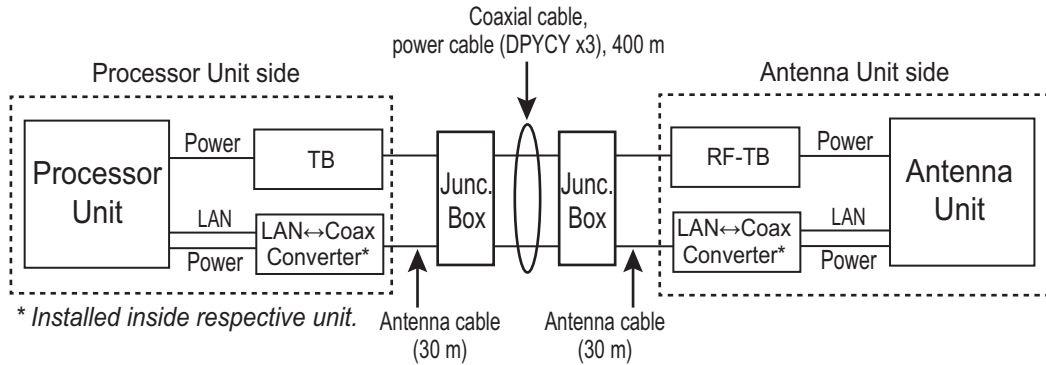 Coaxial cable,
power cable (DPYCY x3), 400 m
Processor Unit side
Antenna Unit side
Processor
Unit
Power
TB
LAN
Power
LAN↔Coax
Converter*
Junc.
Box
Junc.
Box
RF-TB
Power
LAN↔Coax
Converter*
LAN
Power
Antenna
Unit
* Installed inside respective unit.
Antenna cable
(30 m)
Antenna cable
(30 m)